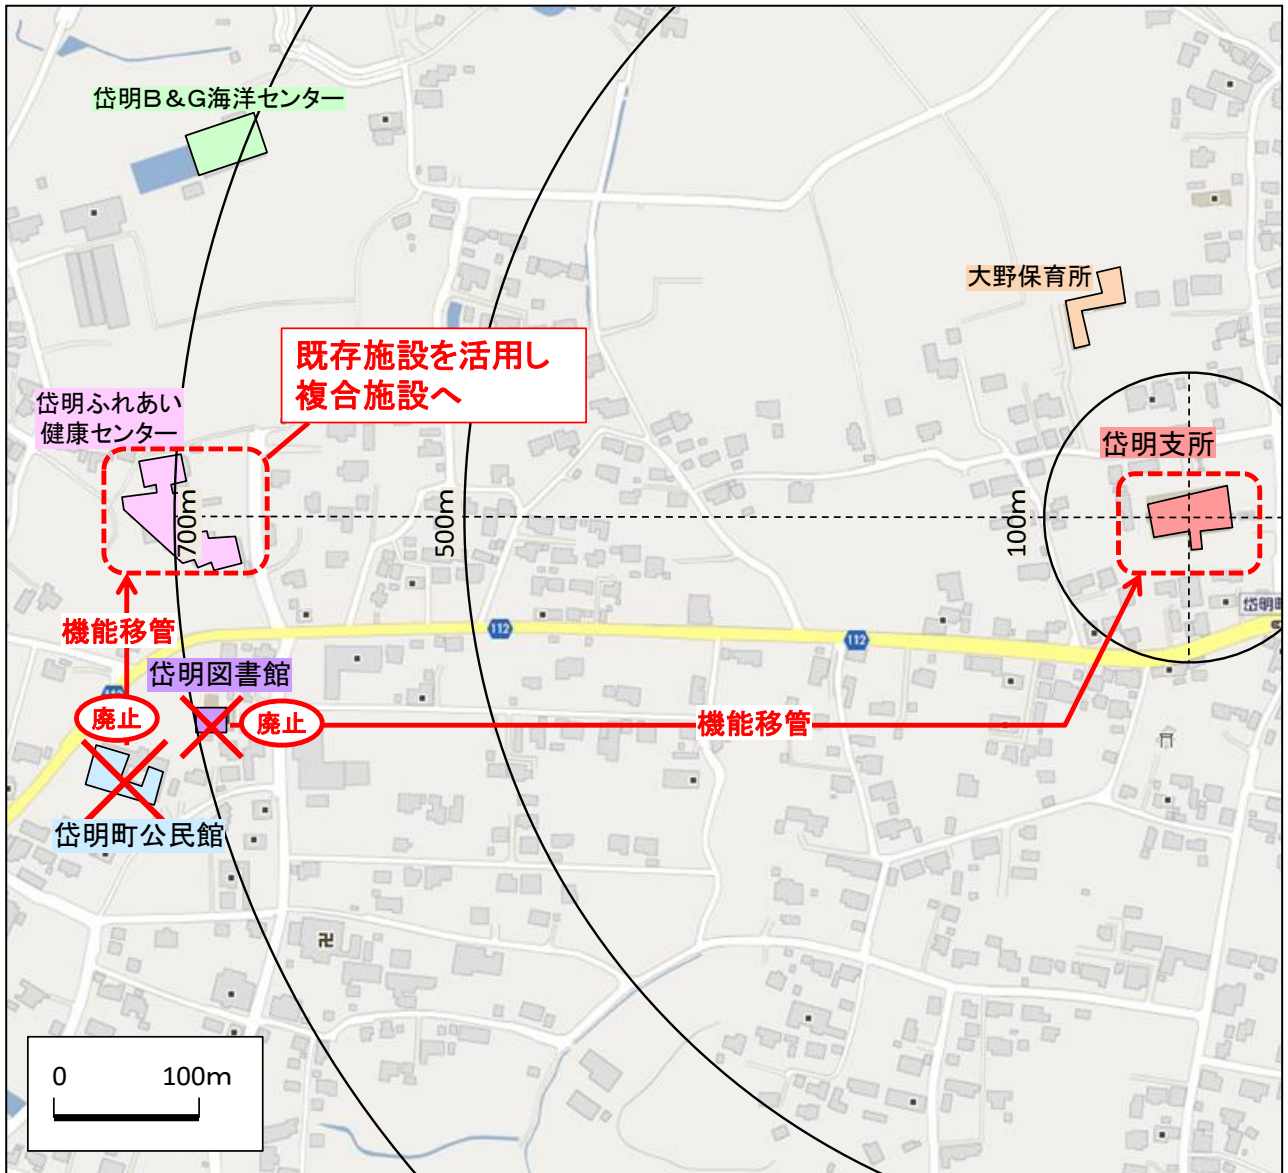 岱明B&G海洋センター
大野保育所
既存施設を活用し
複合施設へ
岱明ふれあい
健康センター
岱明支所
700m
500m
100m
機能移管
112
112
岱明図書館
廃止
廃止
機能移管
岱明町公民館
卍
0 100m